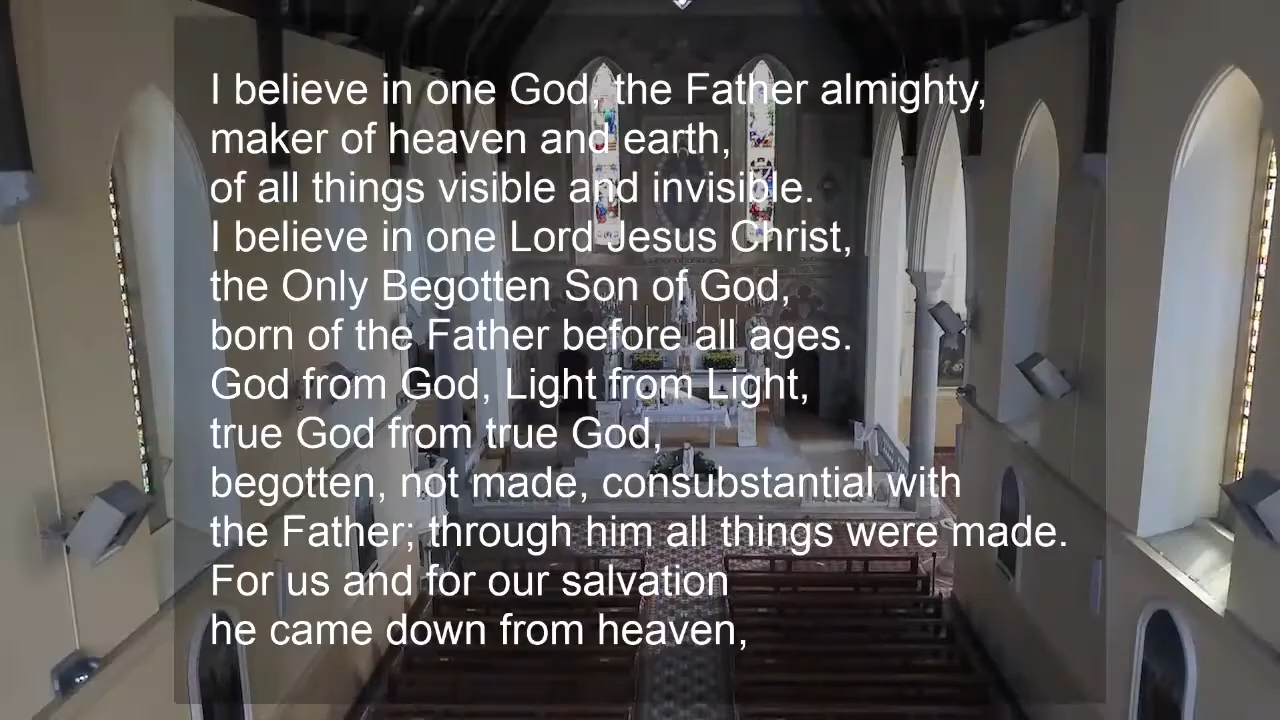 I believe in one God, the Father almighty,
maker of heaven and earth,
of all things visible and invisible.
I believe in one Lord Jesus Christ,
the Only Begotten Son of God,
born of the Father before all ages.
God from God, Light from Light,
true God from true God,
begotten, not made, consubstantial with
the Father; through him all things were made.
For us and for our salvation
he came down from heaven,